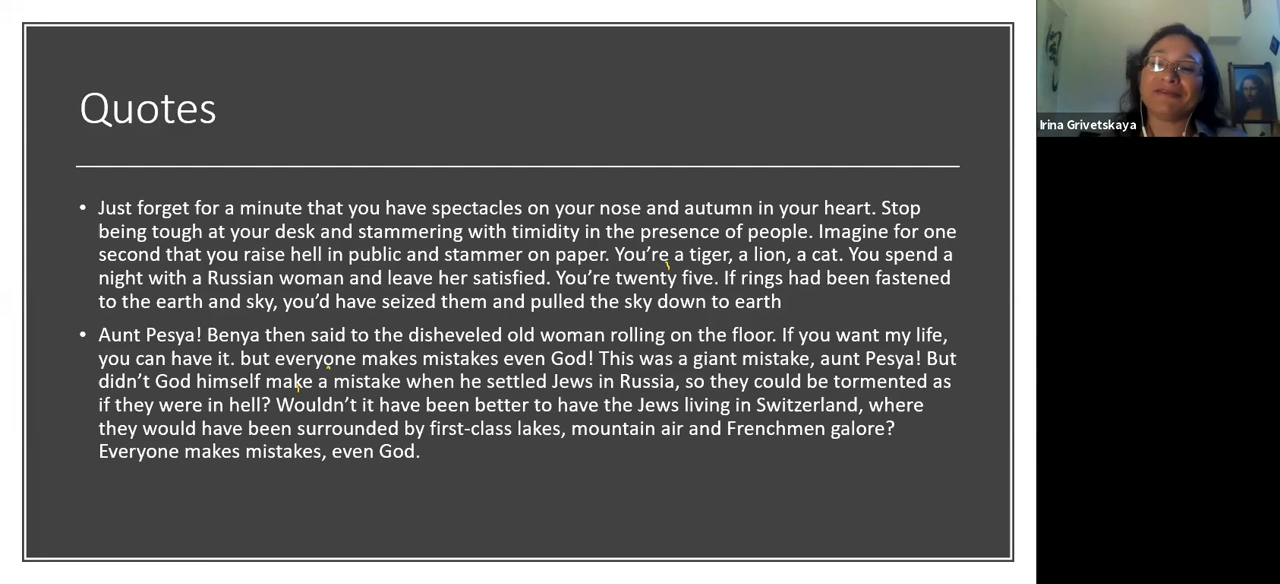 Quotes
• Just forget for a minute that you have spectacles on your nose and autumn in your heart. Stop
being tough at your desk and stammering with timidity in the presence of people. Imagine for one
second that you raise hell in public and stammer on paper. You're a tiger, a lion, a cat. You spend a
night with a Russian woman and leave her satisfied. You're twenty five. If rings had been fastened
to the earth and sky, you'd have seized them and pulled the sky down to earth
• Aunt Pesya! Benya then said to the disheveled old woman rolling on the floor. If you want my life,
you can have it. but everyone makes mistakes even God! This was a giant mistake, aunt Pesya! But
didn't God himself make a mistake when he settled Jews in Russia, so they could be tormented as
if they were in hell? Wouldn't it have been better to have the Jews living in Switzerland, where
they would have been surrounded by first-class lakes, mountain air and Frenchmen galore?
Everyone makes mistakes, even God.
Irina Grivetskaya